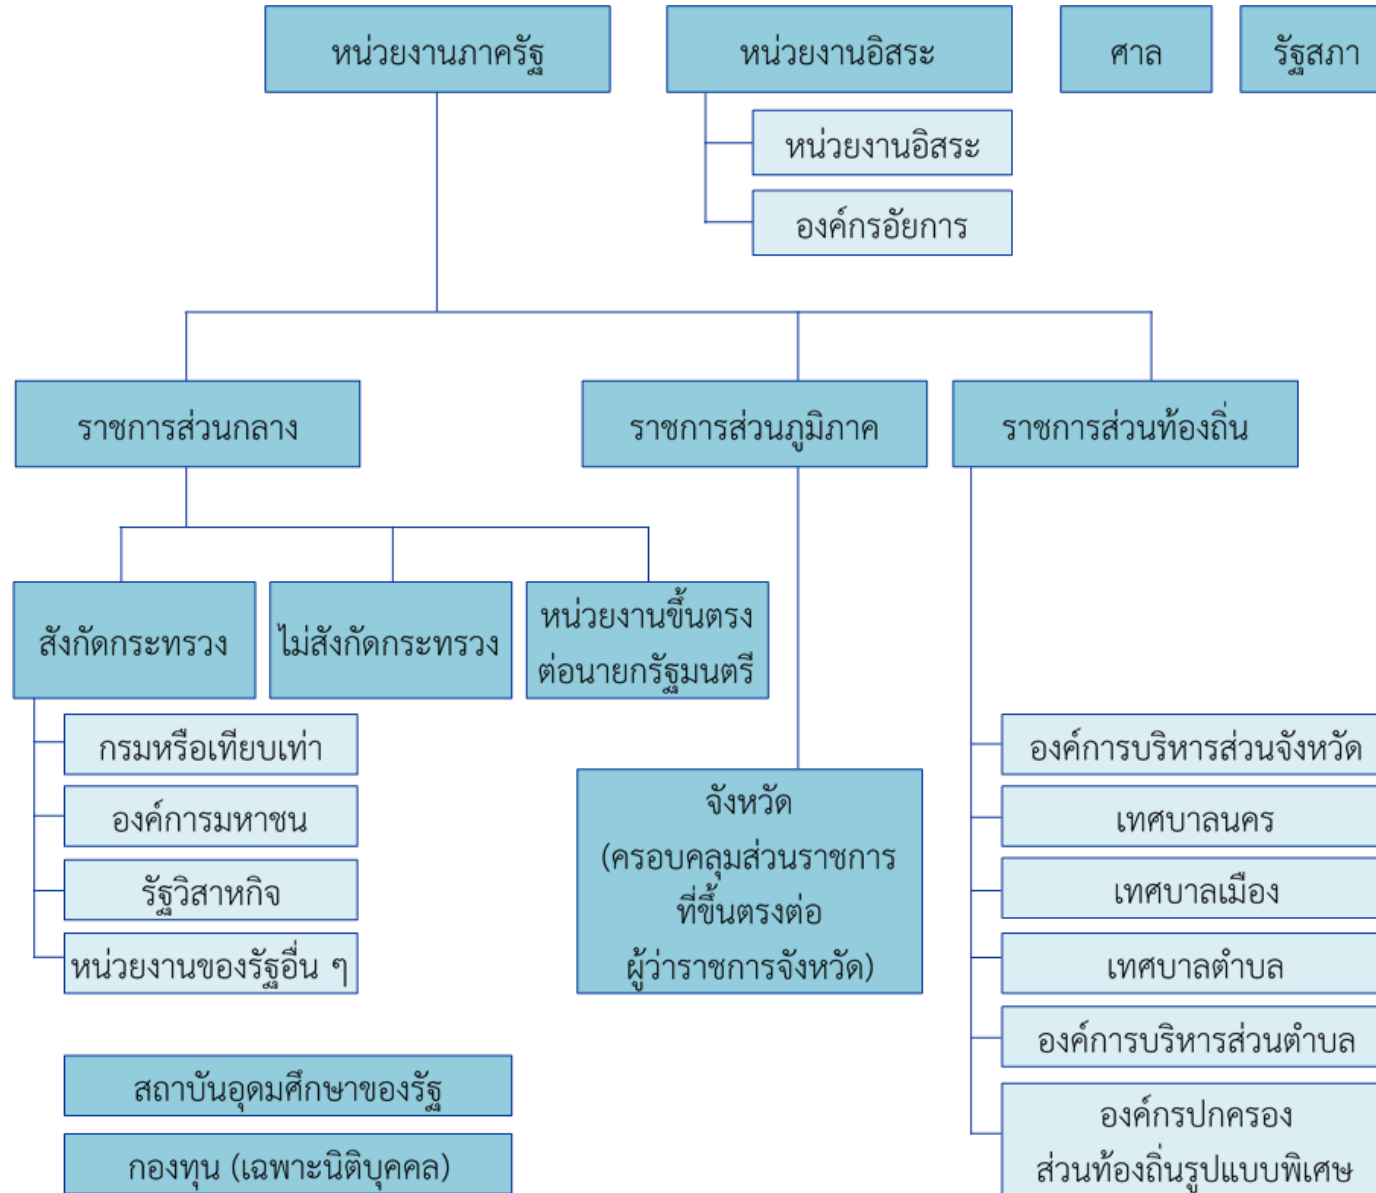 หน่วยงานภาครัฐ
หน่วยงานอิสระ
ศาล
รัฐสภา
หน่วยงานอิสระ
องค์กรอัยการ
ราชการส่วนกลาง
ราชการส่วนภูมิภาค
ราชการส่วนท้องถิ่น
สังกัดกระทรวง
ไม่สังกัดกระทรวง
หน่วยงานขึ้นตรง
ต่อนายกรัฐมนตรี
กรมหรือเทียบเท่า
องค์การมหาชน
รัฐวิสาหกิจ
หน่วยงานของรัฐอื่น ๆ
จังหวัด
(ครอบคลุมส่วนราชการ
ที่ขึ้นตรงต่อ
ผู้ว่าราชการจังหวัด)
องค์การบริหารส่วนจังหวัด
เทศบาลนคร
เทศบาลเมือง
เทศบาลตำบล
องค์การบริหารส่วนตำบล
องค์กรปกครอง
ส่วนท้องถิ่นรูปแบบพิเศษ
สถาบันอุดมศึกษาของรัฐ
กองทุน (เฉพาะนิติบุคคล)